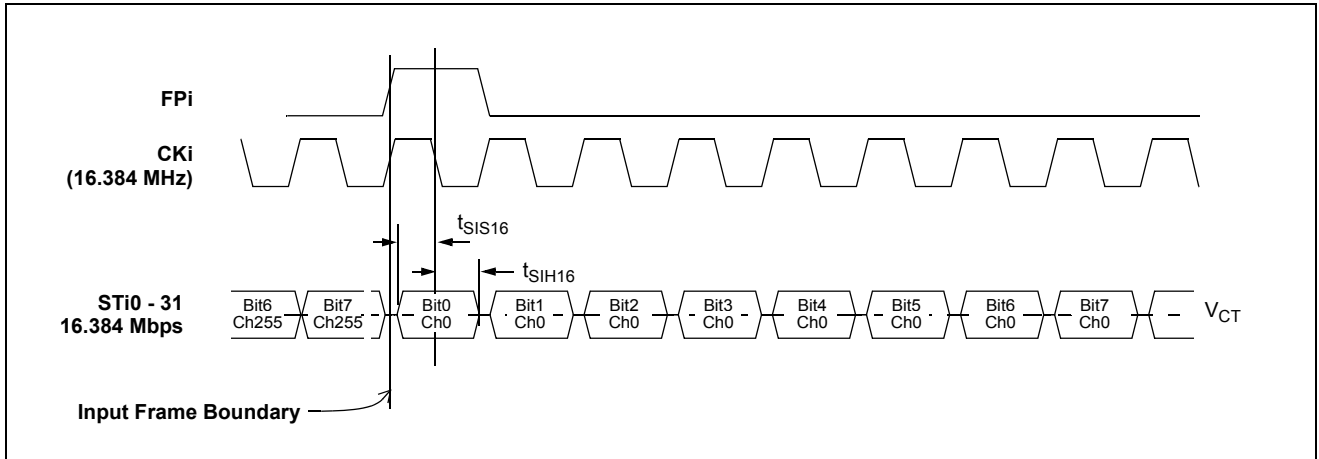 FPi
CKi
(16.384 MHz)
tSIS16
tSIH16
STi0 - 31
16.384 Mbps
Bit6
Ch255
Bit7
Ch255
Bit0
Ch0
Bit1
Ch0
Bit2
Ch0
Bit3
Ch0
Bit4
Ch0
Bit5
Ch0
Bit6
Ch0
Bit7
Ch0
VCT
Input Frame Boundary